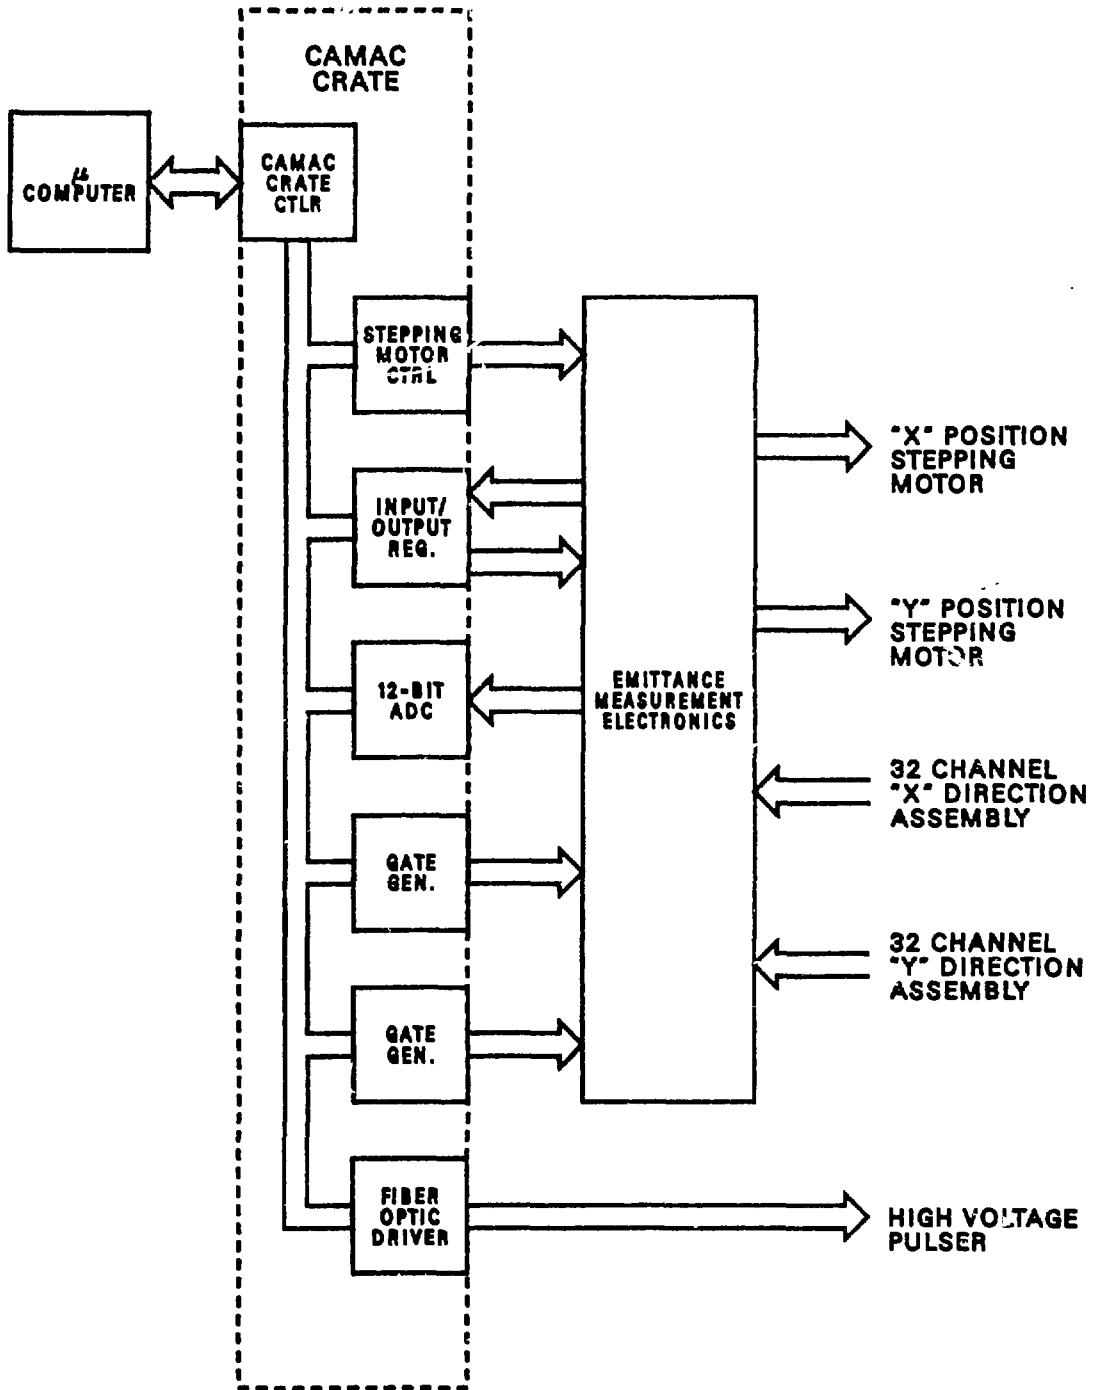 CAMAC
CRATE
µ
COMPUTER
CAMAC
CRATE
CTLR
STEPPING
MOTOR
CTRL
INPUT/
OUTPUT
REG.
12-BIT
ADC
GATE
GEN.
GATE
GEN.
FIBER
OPTIC
DRIVER
EMITTANCE
MEASUREMENT
ELECTRONICS
"X" POSITION
STEPPING
MOTOR
"Y" POSITION
STEPPING
MOTOR
32 CHANNEL
"X" DIRECTION
ASSEMBLY
32 CHANNEL
"Y" DIRECTION
ASSEMBLY
HIGH VOLTAGE
PULSER